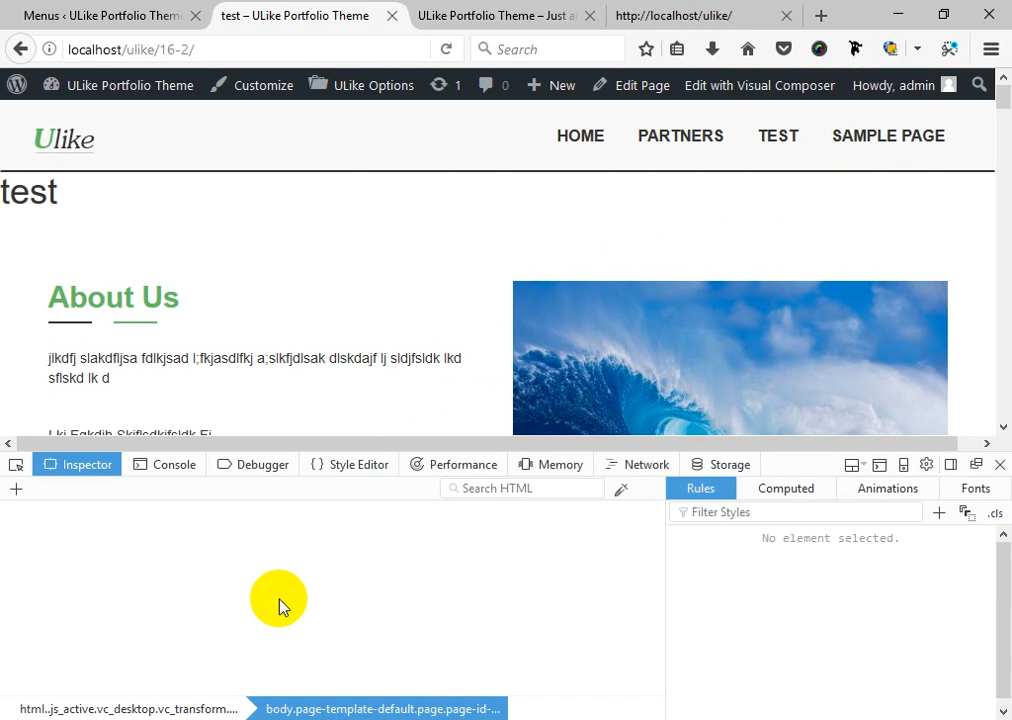 Menus ‹ ULike Portfolio Theme
test – ULike Portfolio Theme
ULike Portfolio Theme – Just a
http://localhost/ulike/
localhost/ulike/16-2/
Search
ULike Portfolio Theme
Customize
ULike Options
1
0
New
Edit Page
Edit with Visual Composer
Howdy, admin
Ulike
HOME
PARTNERS
TEST
SAMPLE PAGE
test
About Us
jlkdfj slakdfljsa fdlkjsad l;fkjasdlfkj a;slkfjdlsak dlskdajf lj sldjfsldk lkd
sflskd lk d
Inspector
Console
Debugger
{ } Style Editor
Performance
Memory
Network
Storage
Search HTML
Rules
Computed
Animations
Fonts
Filter Styles
.cls
No element selected.
html..js_active.vc_desktop.vc_transform....
body.page-template-default.page.page-id-...